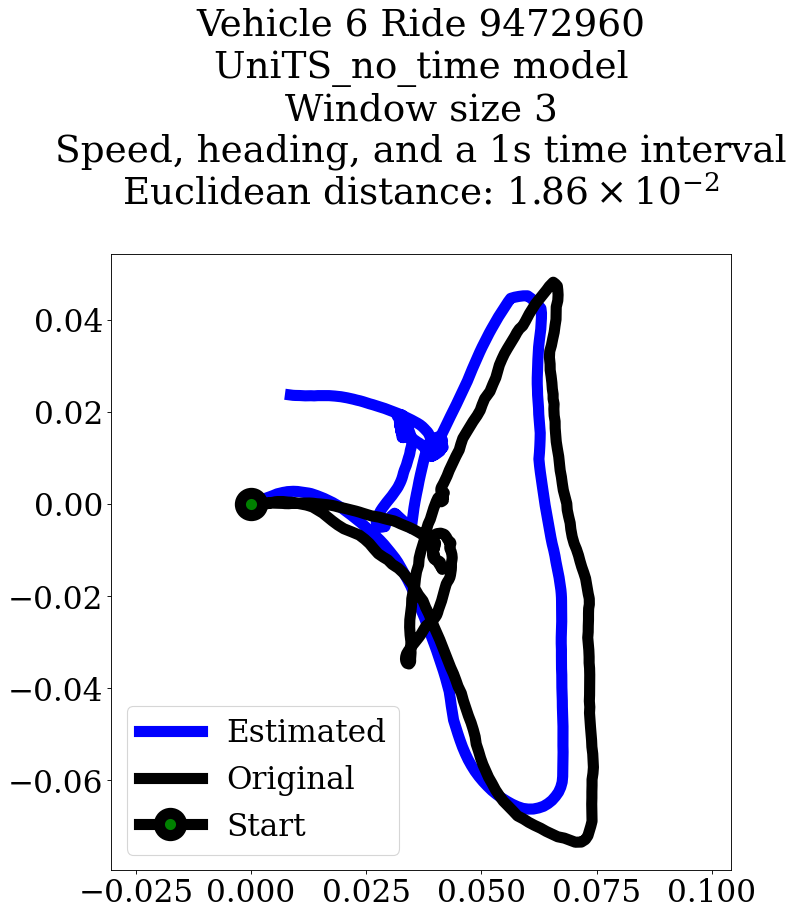 Vehicle 6 Ride 9472960
UniTS_no_time model
Window size 3
Speed, heading, and a 1s time interval
Euclidean distance: 1.86 × 10⁻²
0.04
0.02
0.00
−0.02
−0.04
−0.06
Estimated
Original
Start
−0.025 0.000 0.025 0.050 0.075 0.100